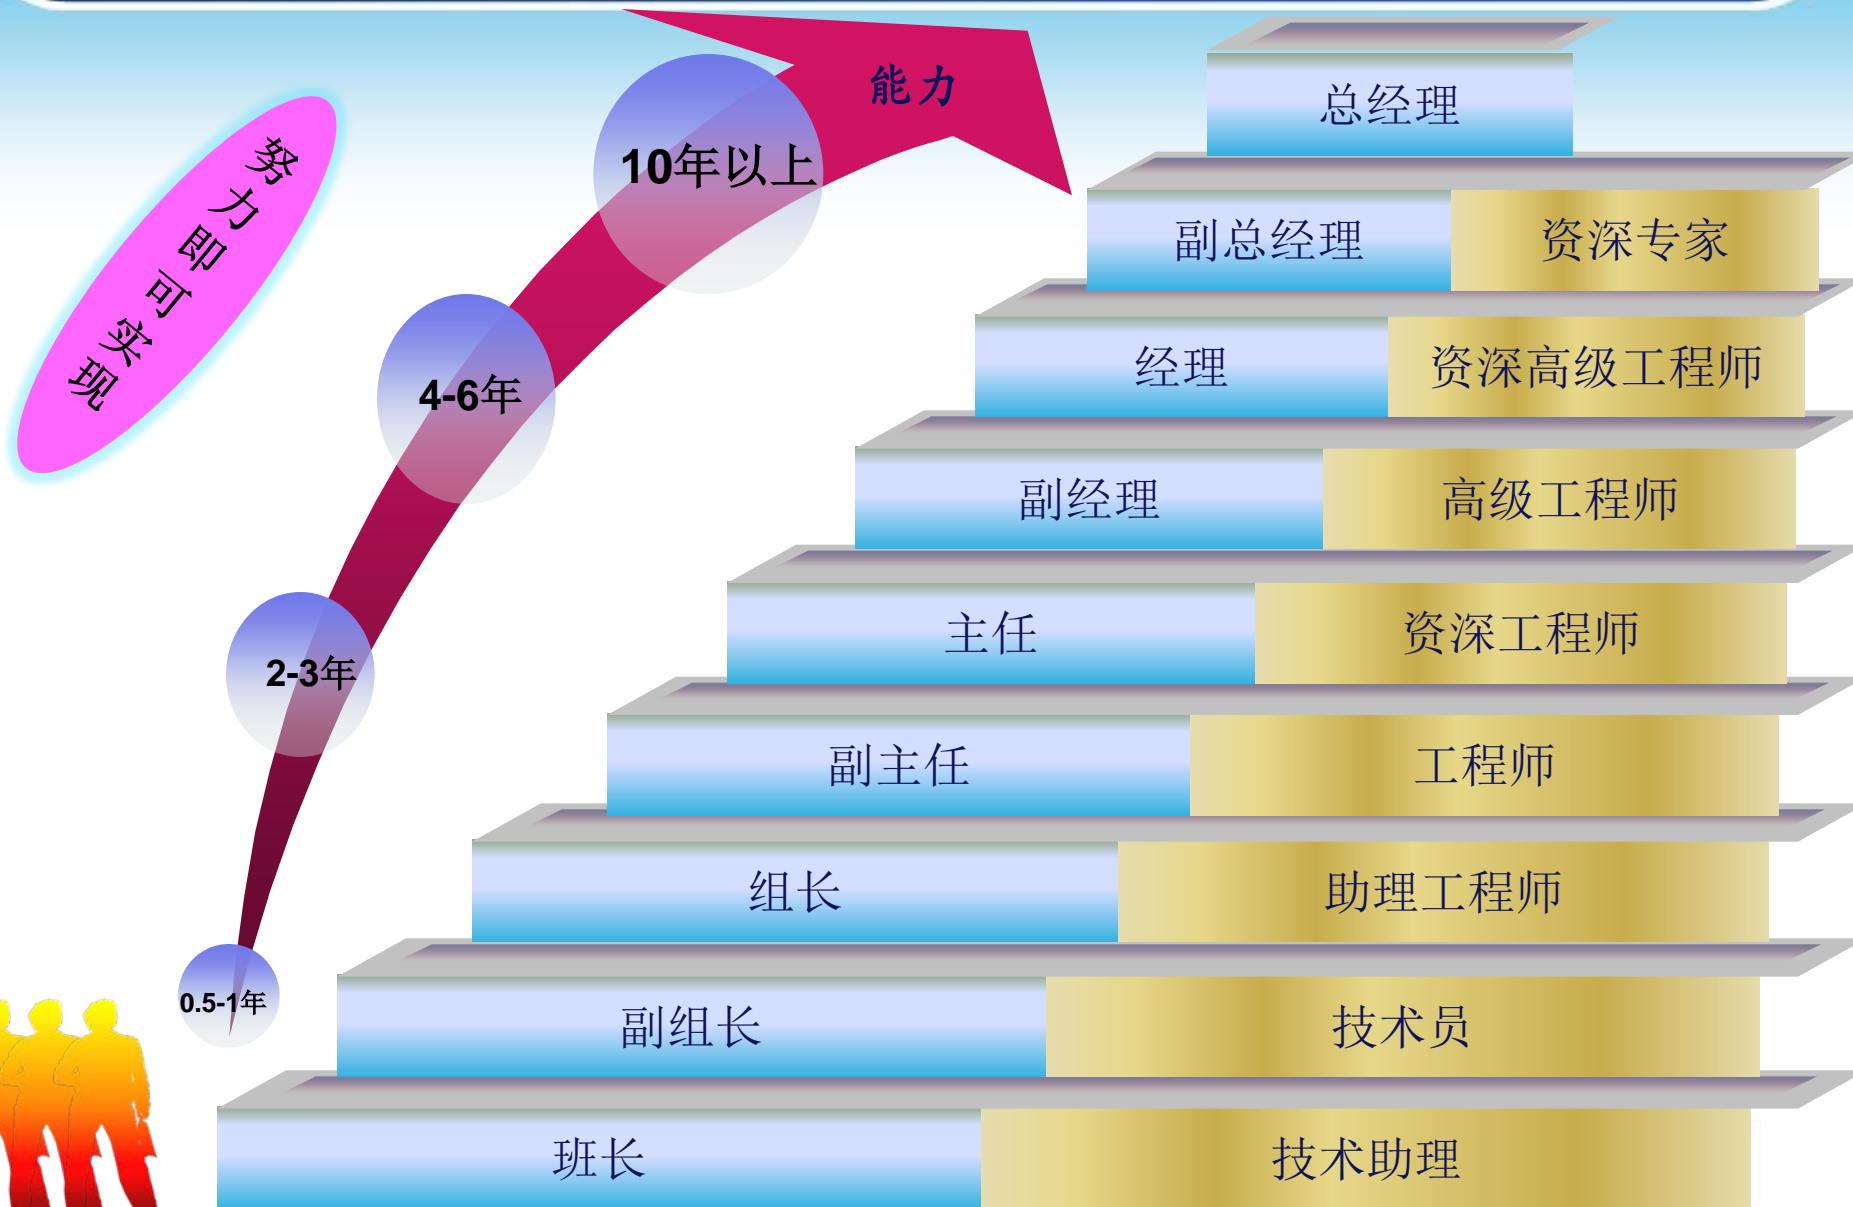 努力即可实现
能力
10年以上
4-6年
2-3年
0.5-1年
总经理
副总经理 资深专家
经理 资深高级工程师
副经理 高级工程师
主任 资深工程师
副主任 工程师
组长 助理工程师
副组长 技术员
班长 技术助理